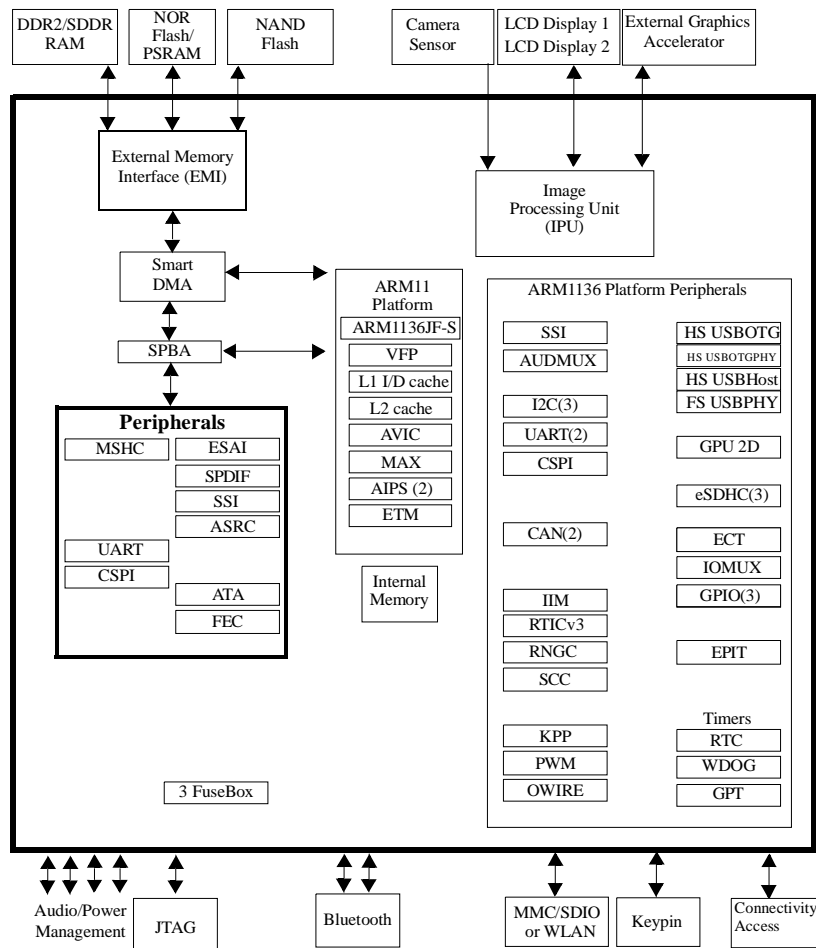 DDR2/SDDR
RAM
NOR
Flash/
PSRAM
NAND
Flash
Camera
Sensor
LCD Display 1
LCD Display 2
External Graphics
Accelerator
External Memory
Interface (EMI)
Image
Processing Unit
(IPU)
Smart
DMA
SPBA
Peripherals
MSHC
ESAI
SPDIF
SSI
ASRC
UART
CSPI
ATA
FEC
ARM11
Platform
ARM1136JF-S
VFP
L1 I/D cache
L2 cache
AVIC
MAX
AIPS (2)
ETM
Internal
Memory
ARM1136 Platform Peripherals
SSI
AUDMUX
I2C(3)
UART(2)
CSPI
CAN(2)
IIM
RTICv3
RNGC
SCC
KPP
PWM
OWIRE
HS USBOTG
HS USBOTGPHY
HS USBHost
FS USBPHY
GPU 2D
eSDHC(3)
ECT
IOMUX
GPIO(3)
EPIT
Timers
RTC
WDOG
GPT
3 FuseBox
Audio/Power
Management
JTAG
Bluetooth
MMC/SDIO
or WLAN
Keypin
Connectivity
Access